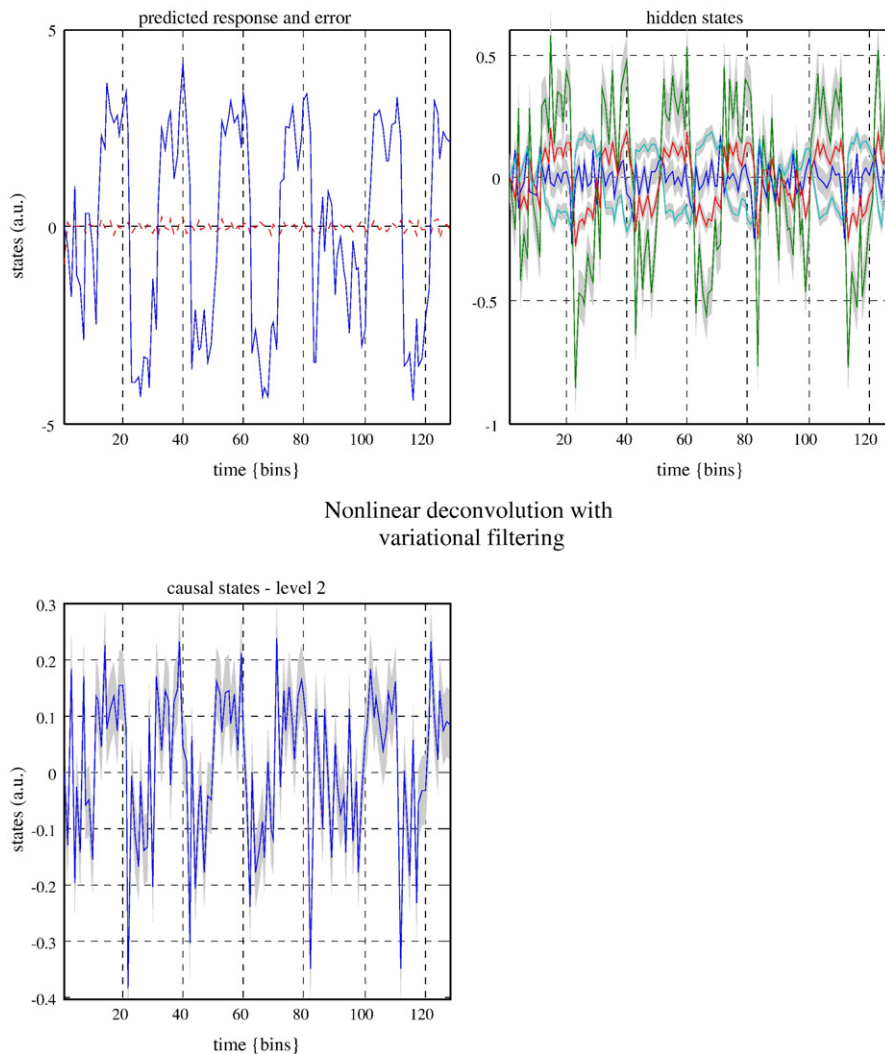 predicted response and error
5
0
-5
states (a.u.)
20 40 60 80 100 120
time {bins}
hidden states
0.5
0
-0.5
-1
20 40 60 80 100 120
time {bins}
Nonlinear deconvolution with
variational filtering
causal states - level 2
0.3
0.2
0.1
0
-0.1
-0.2
-0.3
-0.4
states (a.u.)
20 40 60 80 100 120
time {bins}